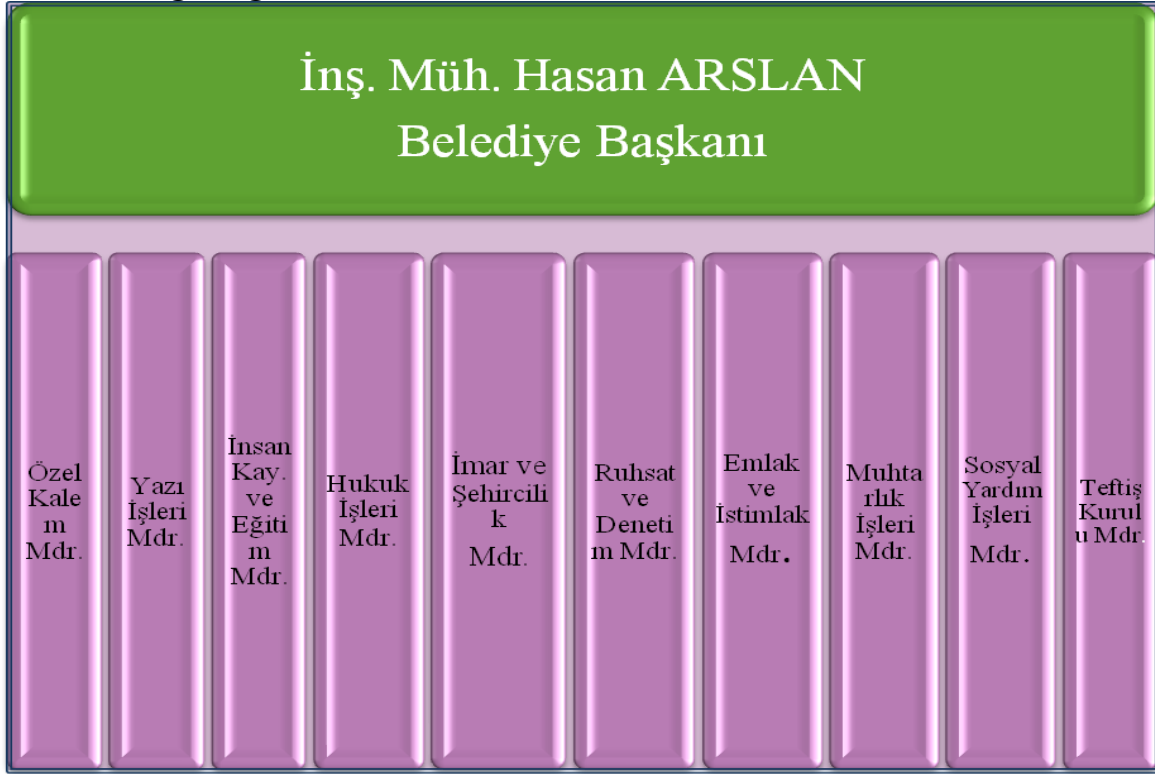 İnş. Müh. Hasan ARSLAN
Belediye Başkanı
Özel
Kale
m
Mdr.
Yazı
İşleri
Mdr.
İnsan
Kay.
ve
Eğiti
m
Mdr.
Hukuk
İşleri
Mdr.
İmar ve
Şehircili
k
Mdr.
Ruhsat
ve
Deneti
m Mdr.
Emlak
ve
İstimlak
Mdr.
Muhta
rlık
İşleri
Mdr.
Sosyal
Yardım
İşleri
Mdr.
Teftiş
Kurul
u Mdr.